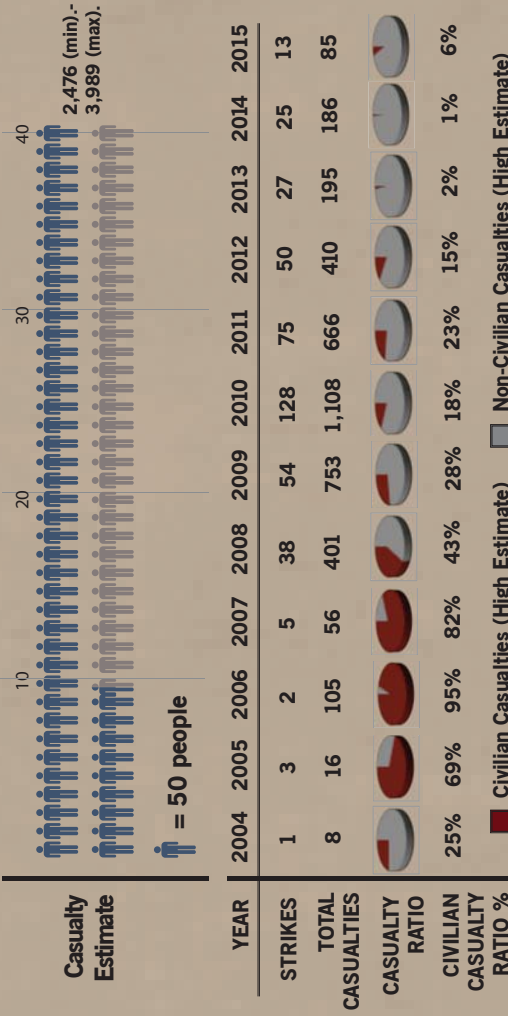 Casualty
Estimate
10
20
30
40
2,476 (min).-
3,989 (max).
= 50 people
YEAR 2004 2005 2006 2007 2008 2009 2010 2011 2012 2013 2014 2015
STRIKES 1 3 2 5 38 54 128 75 50 27 25 13
TOTAL
CASUALTIES 8 16 105 56 401 753 1,108 666 410 195 186 85
CASUALTY
RATIO
CIVILIAN
CASUALTY
RATIO % 25% 69% 95% 82% 43% 28% 18% 23% 15% 2% 1% 6%
Civilian Casualties (High Estimate) Non-Civilian Casualties (High Estimate)